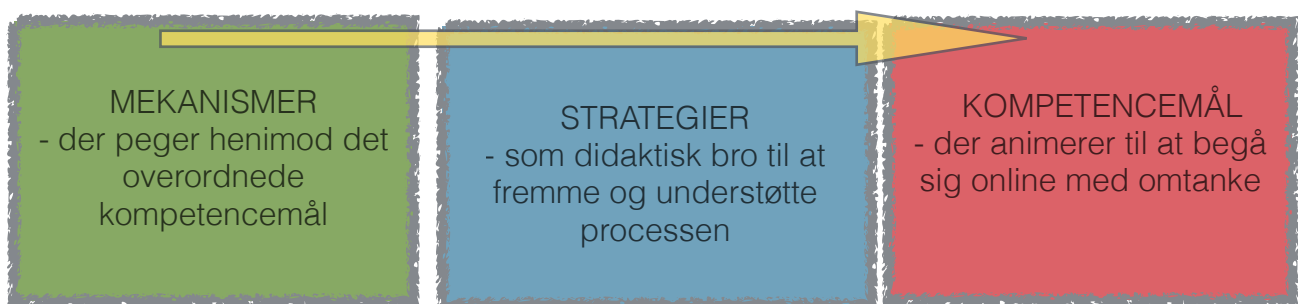 MEKANISMER
- der peger henimod det
overordnede
kompetencemål
STRATEGIER
- som didaktisk bro til at
fremme og understøtte
processen
KOMPETENCEMÅL
- der animerer til at begå
sig online med omtanke